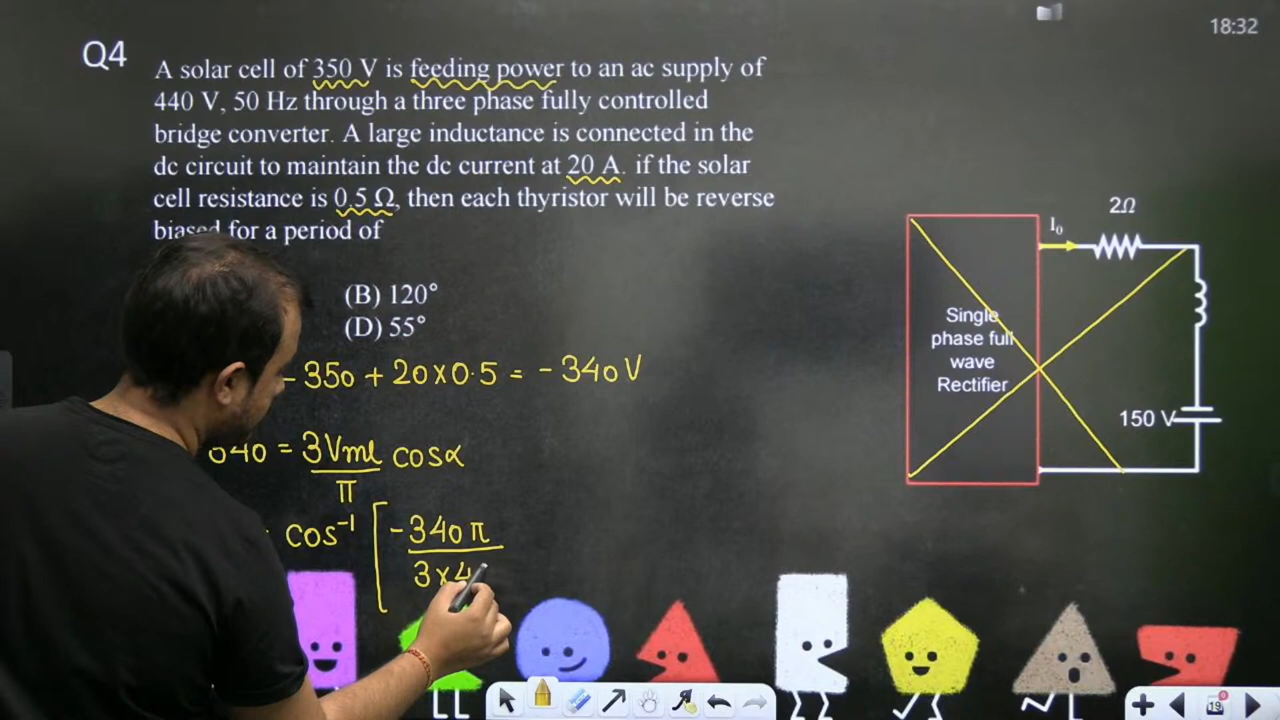 18:32
Q4
A solar cell of 350 V is feeding power to an ac supply of
440 V, 50 Hz through a three phase fully controlled
bridge converter. A large inductance is connected in the
dc circuit to maintain the dc current at 20 A. if the solar
cell resistance is 0.5 Ω, then each thyristor will be reverse
biased for a period of
(B) 120°
(D) 55°
- 350 + 20 × 0.5 = - 340 V
= 3Vml cosα
π
cos⁻¹ [ - 340 π
3 × 4
2Ω
I₀
Single
phase full
wave
Rectifier
150 V
19